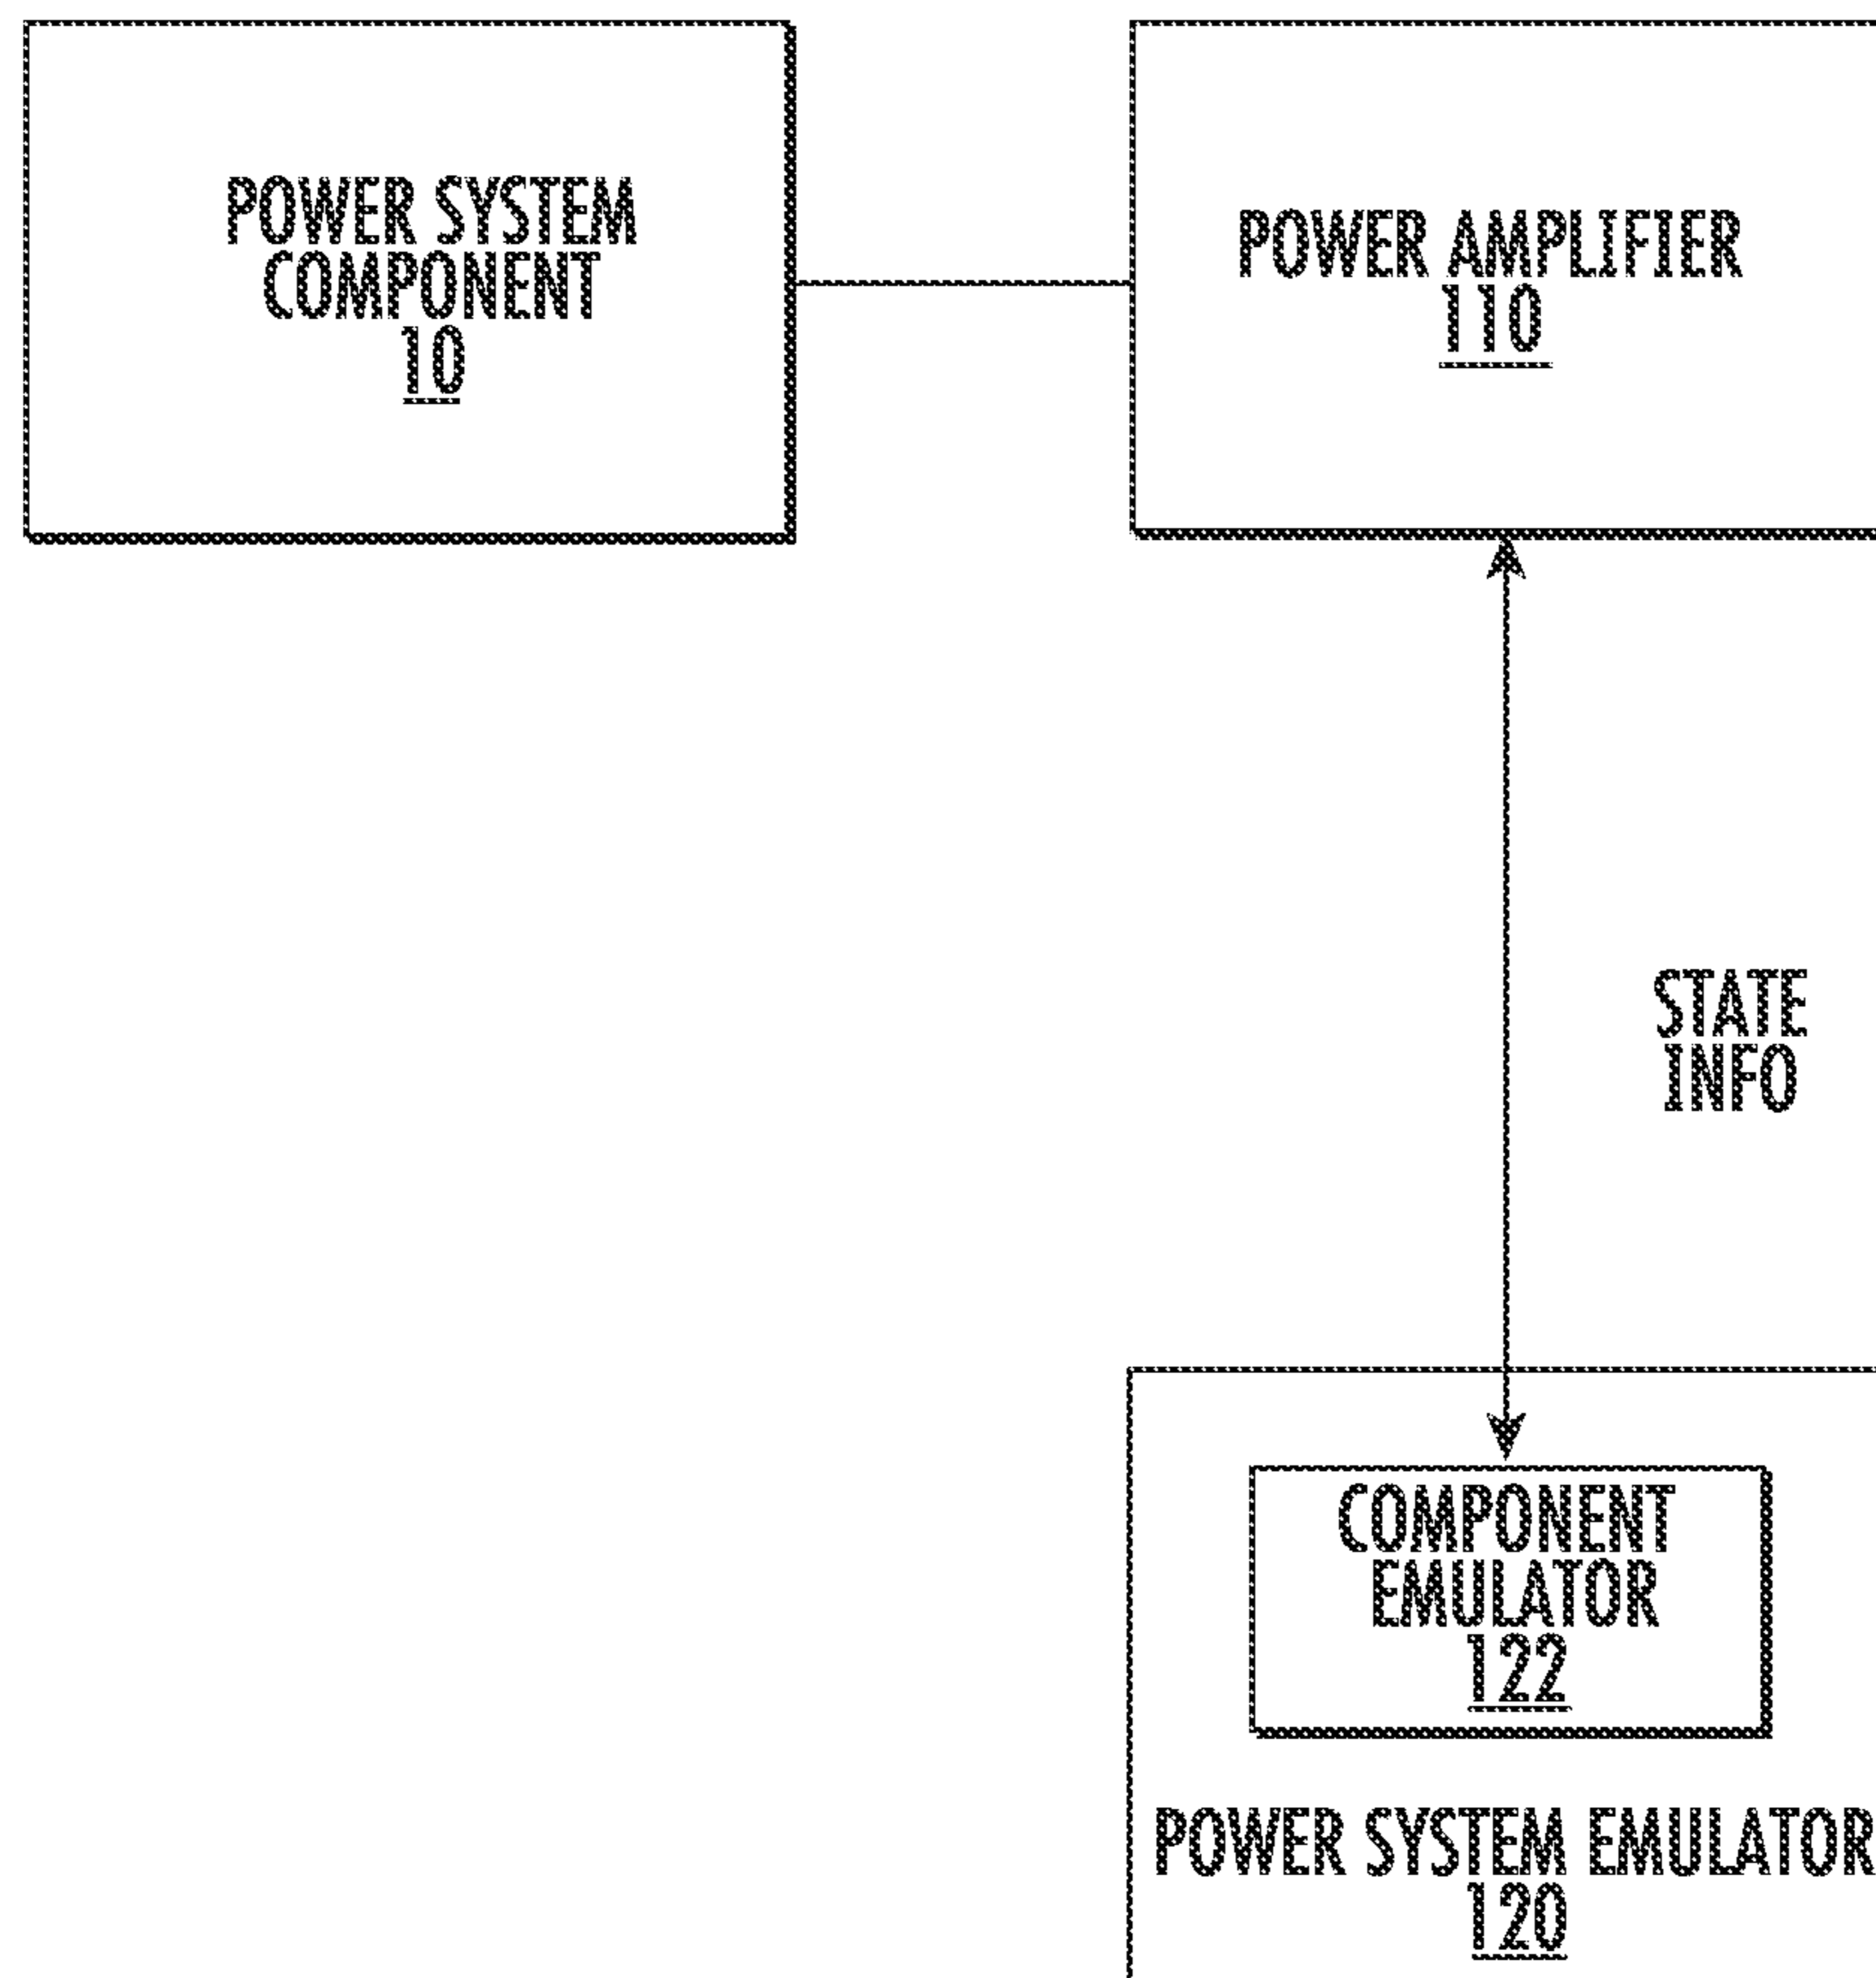 POWER SYSTEM
COMPONENT
10
POWER AMPLIFIER
110
STATE
INFO
COMPONENT
EMULATOR
122
POWER SYSTEM EMULATOR
120